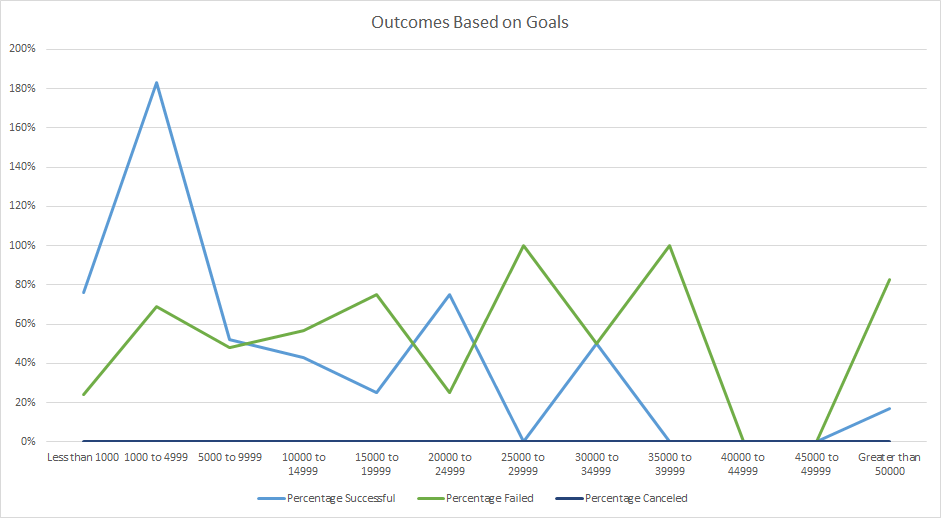 Outcomes Based on Goals
200%
180%
160%
140%
120%
100%
80%
60%
40%
20%
0%
Less than 1000
1000 to 4999
5000 to 9999
10000 to
14999
15000 to
19999
20000 to
24999
25000 to
29999
30000 to
34999
35000 to
39999
40000 to
44999
45000 to
49999
Greater than
50000
Percentage Successful
Percentage Failed
Percentage Canceled